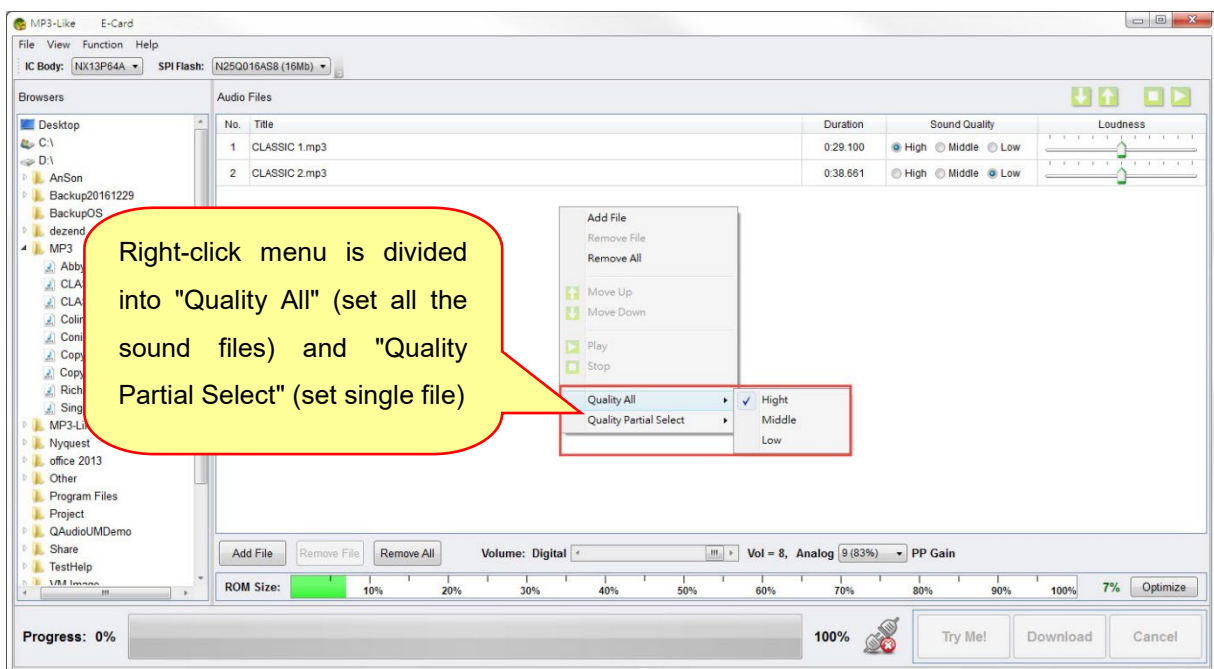 MP3-Like E-Card
File View Function Help
IC Body: NX13P64A SPI Flash: N25Q016AS8 (16Mb)
Browsers
Audio Files
Desktop
C:\
D:\
AnSon
Backup20161229
BackupOS
dezend
MP3
Abby
CLA
CLA
Colin
Coni
Copy
Copy
Rich
Sing
MP3-Li
Nyquest
office 2013
Other
Program Files
Project
QAudioUMDemo
Share
TestHelp
VM Image
No. Title Duration Sound Quality Loudness
1 CLASSIC 1.mp3 0:29.100 High Middle Low
2 CLASSIC 2.mp3 0:38.661 High Middle Low
Right-click menu is divided
into "Quality All" (set all the
sound files) and "Quality
Partial Select" (set single file)
Add File
Remove File
Remove All
Move Up
Move Down
Play
Stop
Quality All
Quality Partial Select
Hight
Middle
Low
Add File Remove File Remove All Volume: Digital Vol = 8, Analog 9 (83%) PP Gain
ROM Size: 10% 20% 30% 40% 50% 60% 70% 80% 90% 100% 7% Optimize
Progress: 0% 100% Try Me! Download Cancel